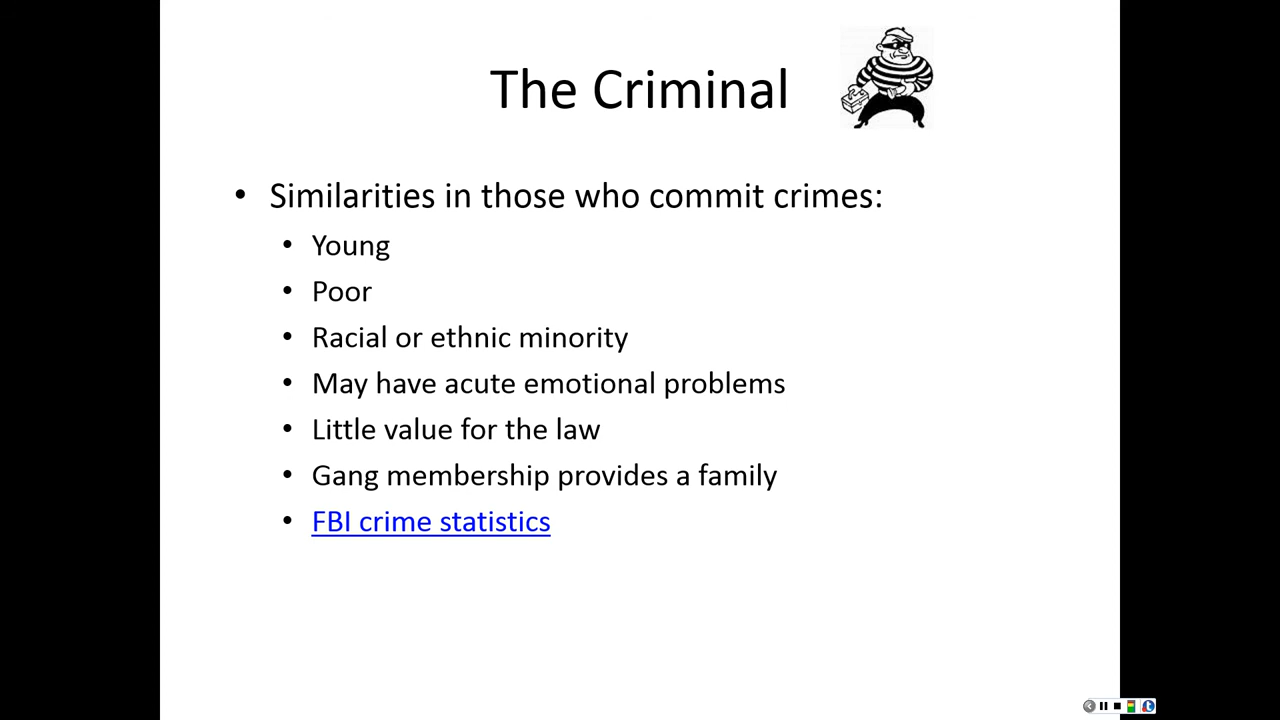 The Criminal
• Similarities in those who commit crimes:
• Young
• Poor
• Racial or ethnic minority
• May have acute emotional problems
• Little value for the law
• Gang membership provides a family
• FBI crime statistics